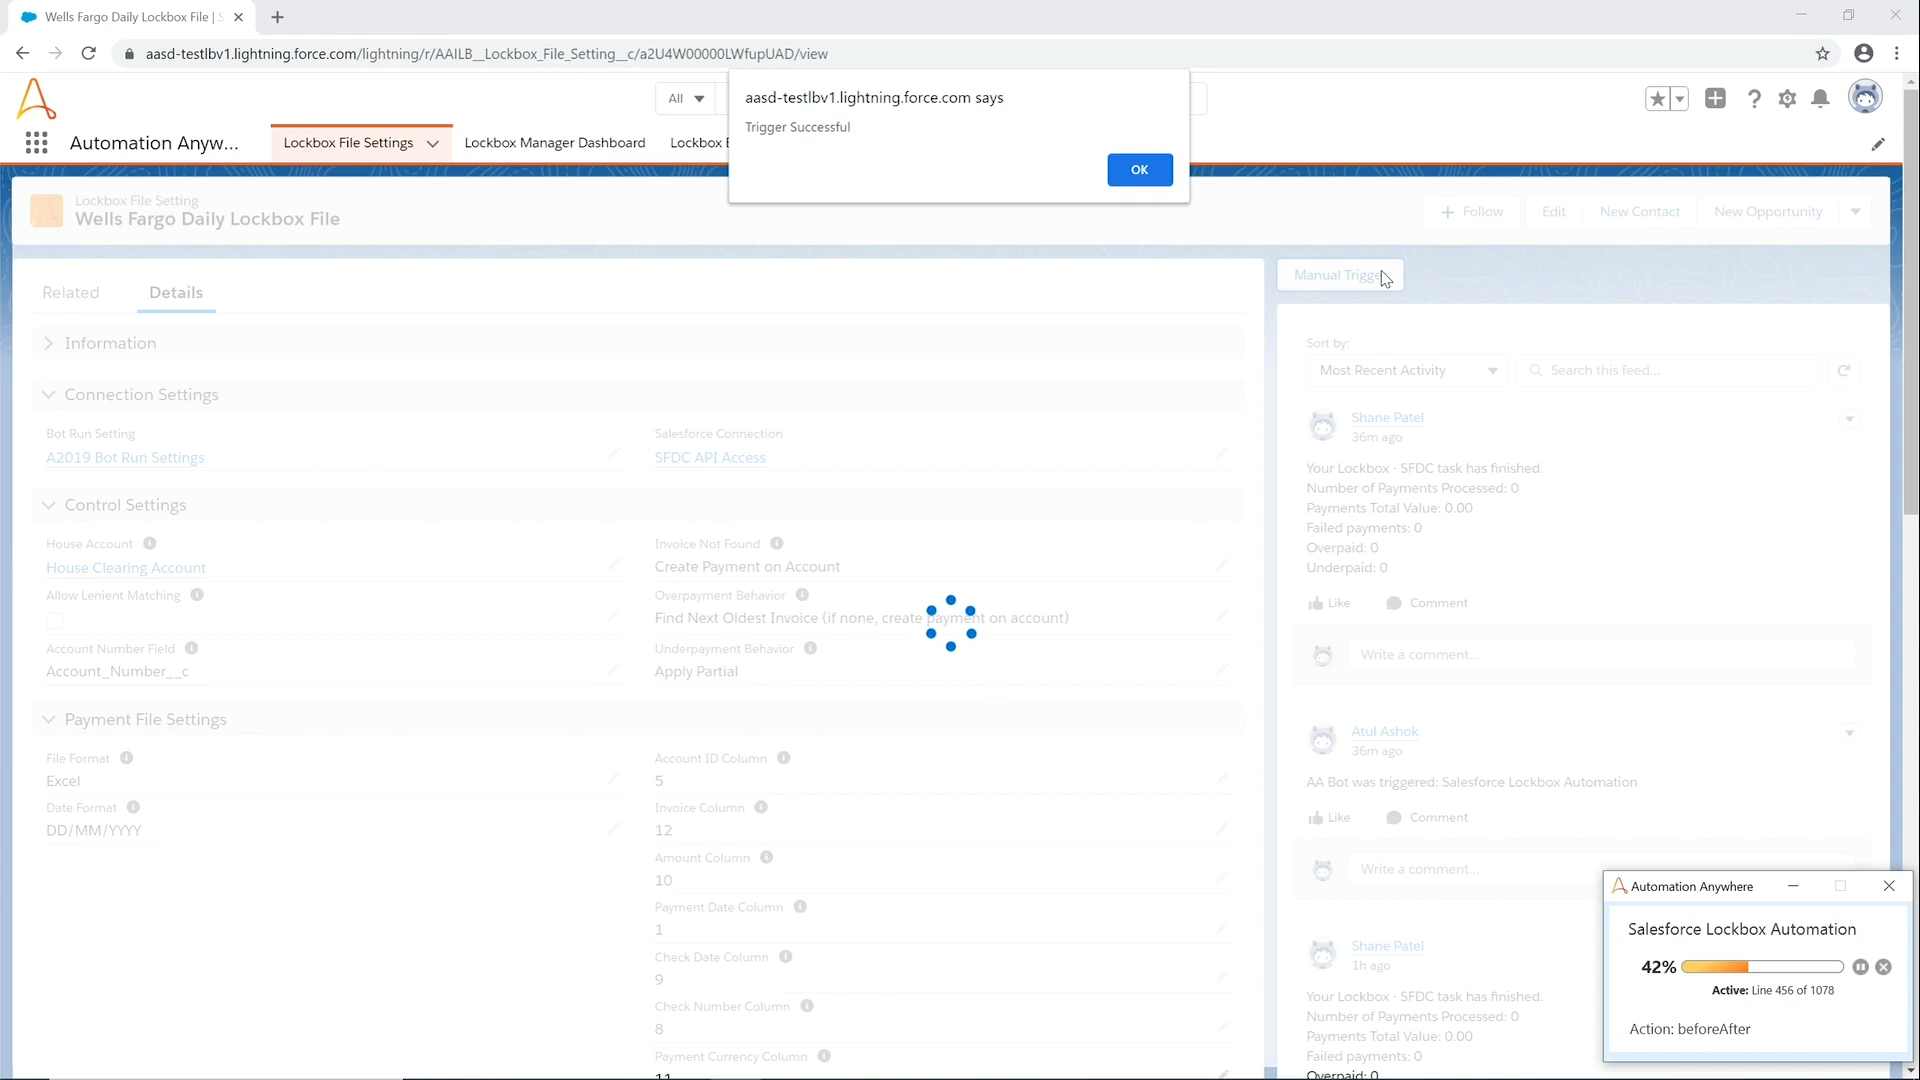 Wells Fargo Daily Lockbox File | S
aasd-testlbv1.lightning.force.com/lightning/r/AAILB__Lockbox_File_Setting__c/a2U4W00000LWfupUAD/view
All
aasd-testlbv1.lightning.force.com says
Trigger Successful
OK
Automation Anyw...
Lockbox File Settings
Lockbox Manager Dashboard
Lockbox E
Lockbox File Setting
Wells Fargo Daily Lockbox File
Follow
Edit
New Contact
New Opportunity
Related
Details
Manual Trigge
Information
Connection Settings
Bot Run Setting
A2019 Bot Run Settings
Salesforce Connection
SFDC API Access
Control Settings
House Account
House Clearing Account
Invoice Not Found
Create Payment on Account
Allow Lenient Matching
Overpayment Behavior
Find Next Oldest Invoice (if none, create payment on account)
Account Number Field
Account_Number__c
Underpayment Behavior
Apply Partial
Payment File Settings
File Format
Excel
Account ID Column
5
Date Format
DD/MM/YYYY
Invoice Column
12
Amount Column
10
Payment Date Column
1
Check Date Column
9
Check Number Column
8
Payment Currency Column
11
Sort by:
Most Recent Activity
Search this feed...
Shane Patel
36m ago
Your Lockbox - SFDC task has finished.
Number of Payments Processed: 0
Payments Total Value: 0.00
Failed payments: 0
Overpaid: 0
Underpaid: 0
Like
Comment
Write a comment...
Atul Ashok
36m ago
AA Bot was triggered: Salesforce Lockbox Automation
Like
Comment
Write a comment...
Shane Patel
1h ago
Your Lockbox - SFDC task has finished.
Number of Payments Processed: 0
Payments Total Value: 0.00
Failed payments: 0
Overpaid: 0
Automation Anywhere
Salesforce Lockbox Automation
42%
Active: Line 456 of 1078
Action: beforeAfter